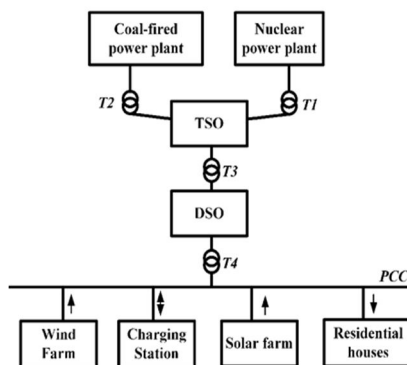 Coal-fired
power plant
Nuclear
power plant
T2
T1
TSO
T3
DSO
T4
PCC
Wind
Farm
Charging
Station
Solar farm
Residential
houses